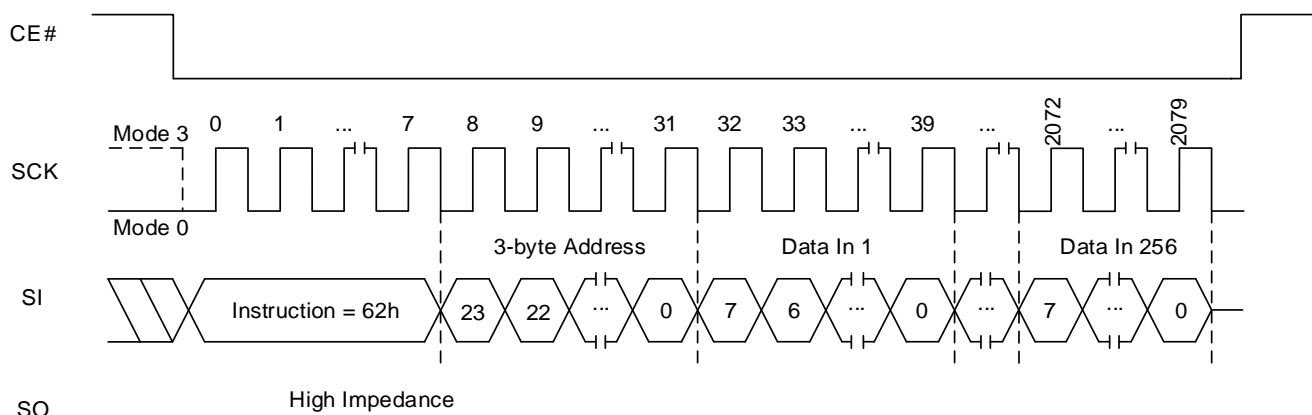 CE#
SCK
Mode 3
Mode 0
0 1 ... 7 8 9 ... 31 32 33 ... 39 ... 2072 ... 2079
3-byte Address Data In 1 Data In 256
SI
Instruction = 62h 23 22 ... 0 7 6 ... 0 ... 7 ... 0
High Impedance
SO